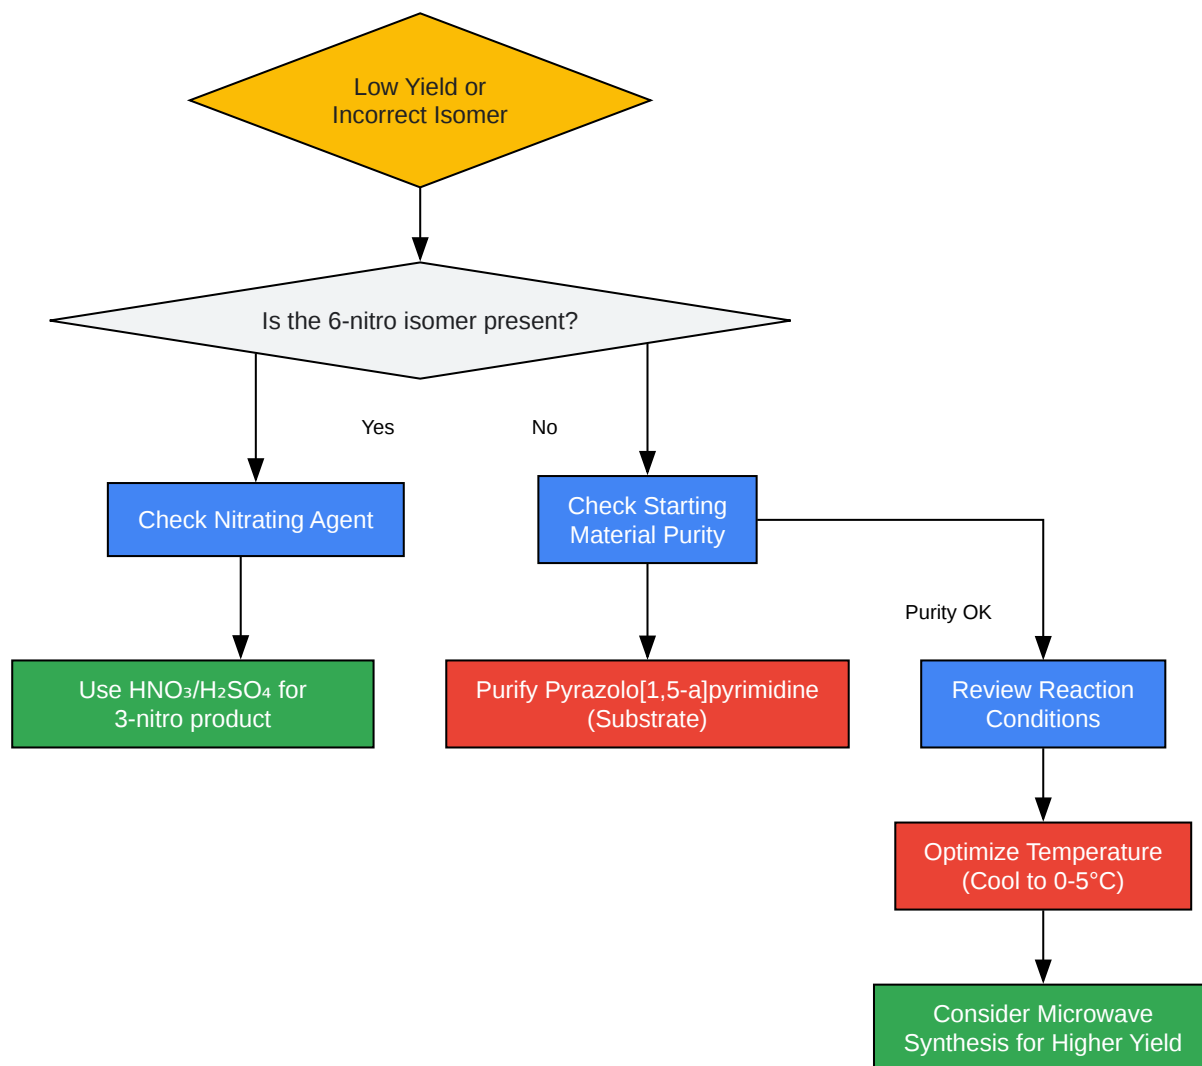 Low Yield or
Incorrect Isomer
Is the 6-nitro isomer present?
Yes
No
Check Nitrating Agent
Check Starting
Material Purity
Purity OK
Use HNO₃/H₂SO₄ for
3-nitro product
Purify Pyrazolo[1,5-a]pyrimidine
(Substrate)
Review Reaction
Conditions
Optimize Temperature
(Cool to 0-5°C)
Consider Microwave
Synthesis for Higher Yield